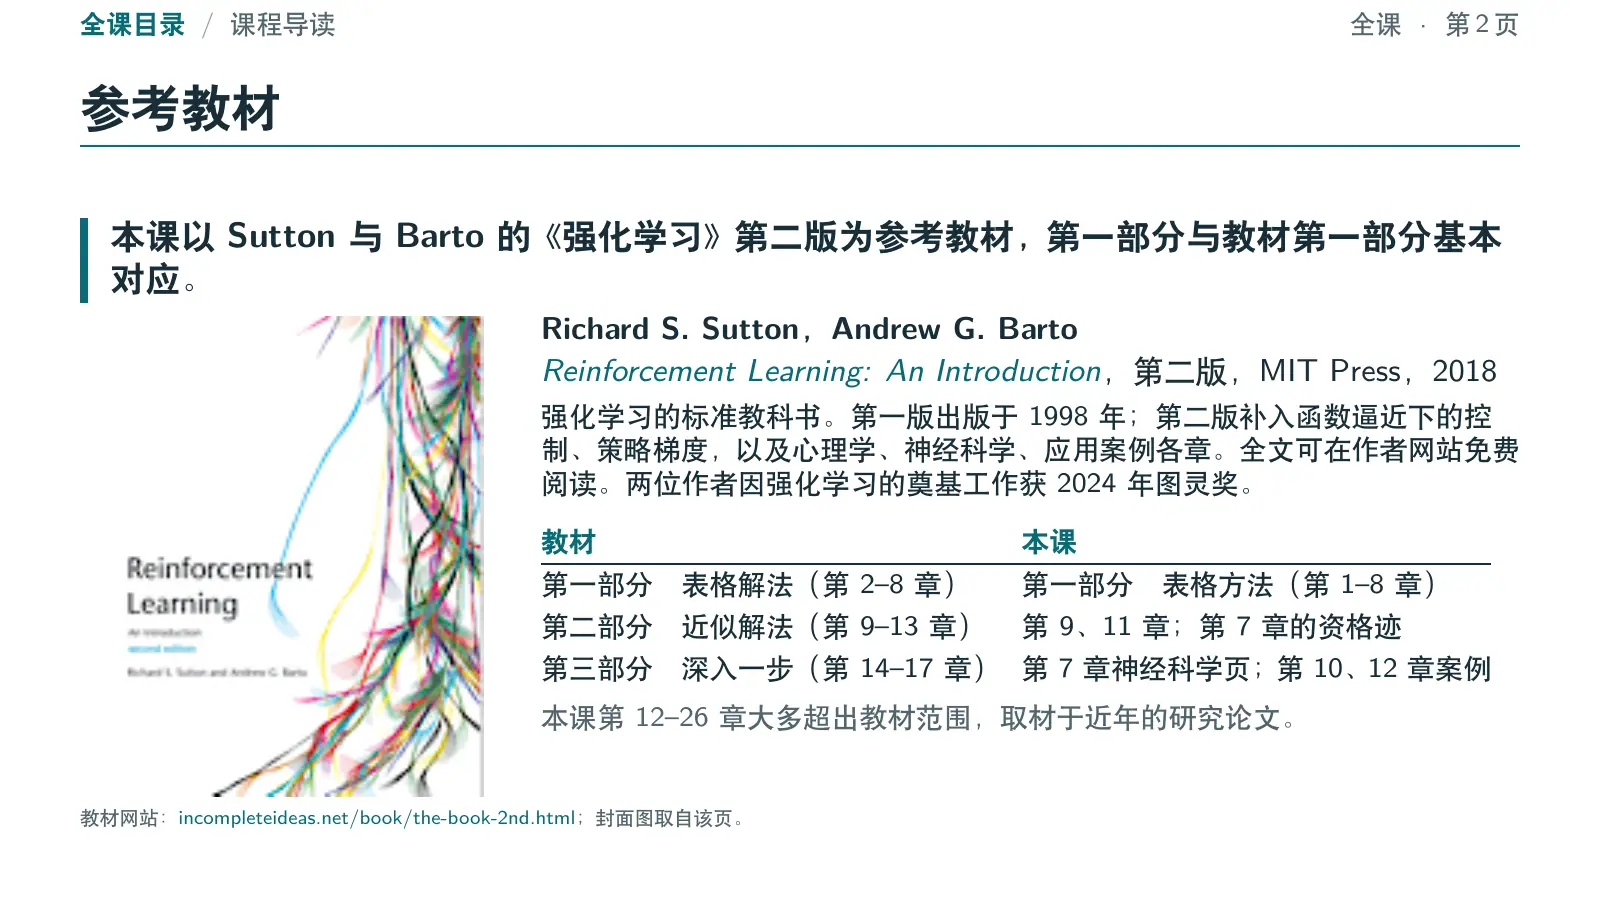 全课目录 / 课程导读
全课 · 第 2 页
参考教材
本课以 Sutton 与 Barto 的《强化学习》第二版为参考教材，第一部分与教材第一部分基本
对应。
Reinforcement
Learning
An Introduction
second edition
Richard S. Sutton and Andrew G. Barto
Richard S. Sutton，Andrew G. Barto
Reinforcement Learning: An Introduction，第二版，MIT Press，2018
强化学习的标准教科书。第一版出版于 1998 年；第二版补入函数逼近下的控
制、策略梯度，以及心理学、神经科学、应用案例各章。全文可在作者网站免费
阅读。两位作者因强化学习的奠基工作获 2024 年图灵奖。
教材 本课
第一部分 表格解法（第 2–8 章） 第一部分 表格方法（第 1–8 章）
第二部分 近似解法（第 9–13 章） 第 9、11 章；第 7 章的资格迹
第三部分 深入一步（第 14–17 章） 第 7 章神经科学页；第 10、12 章案例
本课第 12–26 章大多超出教材范围，取材于近年的研究论文。
教材网站：incompleteideas.net/book/the-book-2nd.html；封面图取自该页。